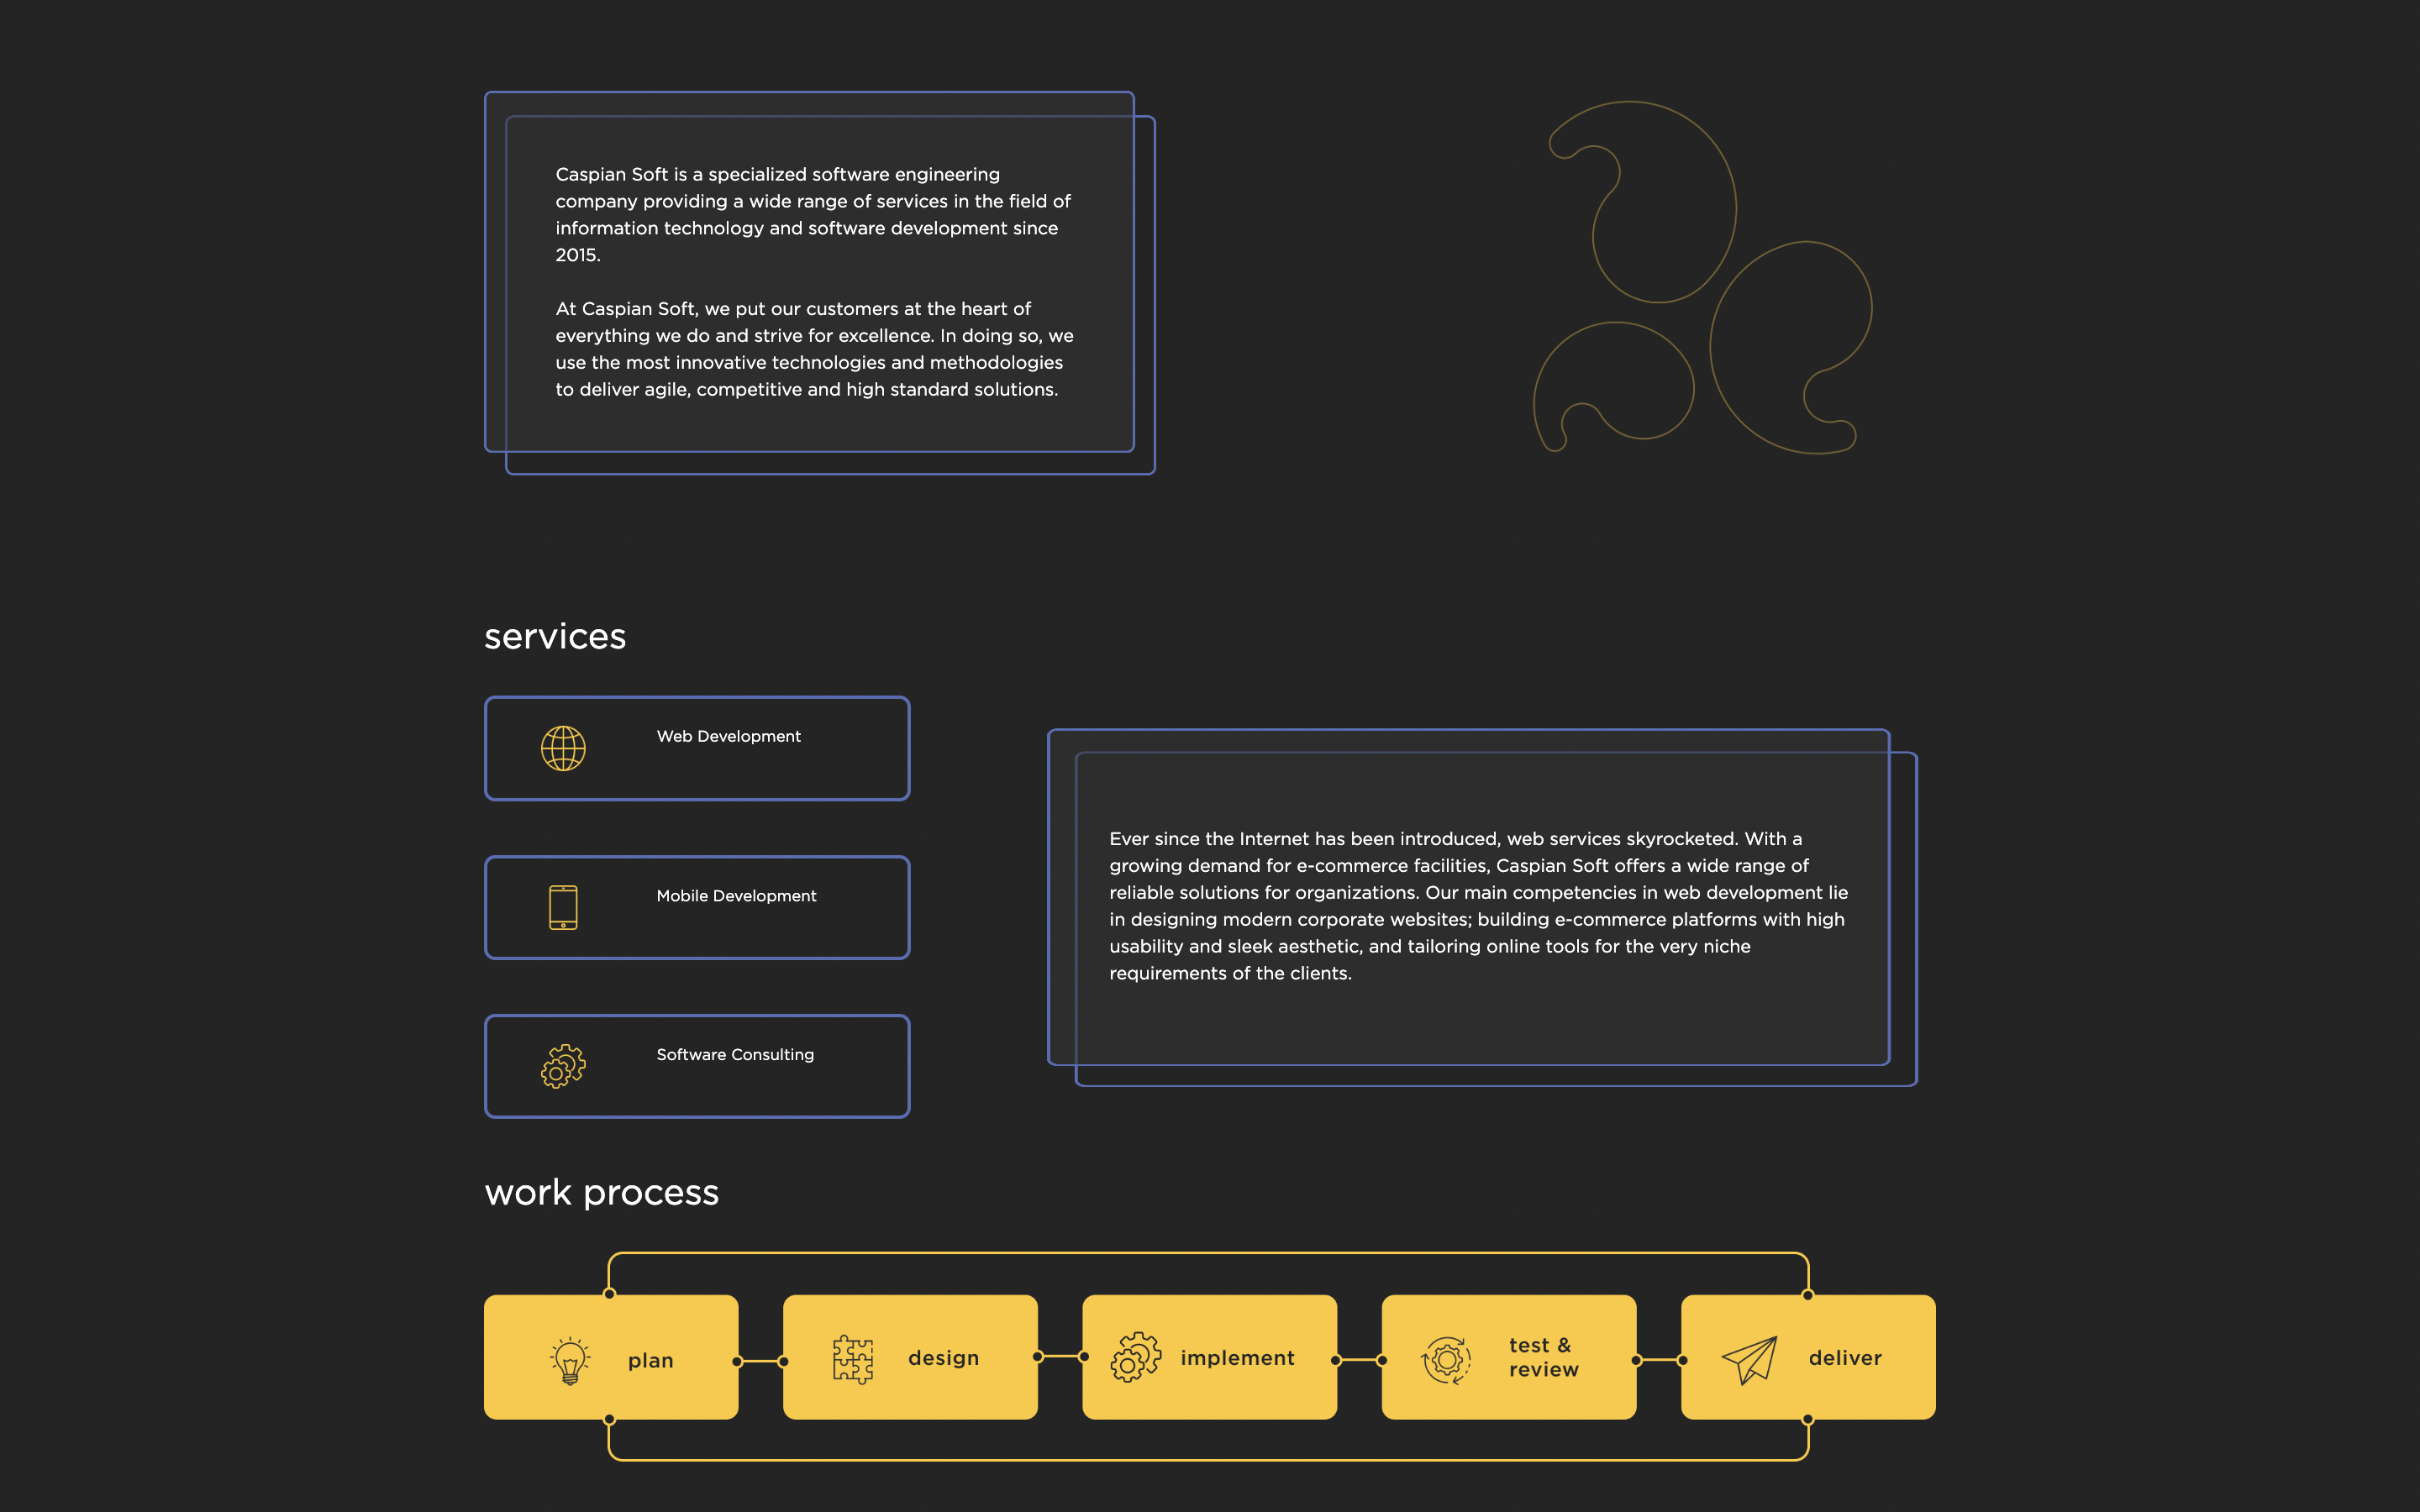 Caspian Soft is a specialized software engineering
company providing a wide range of services in the field of
information technology and software development since
2015.
At Caspian Soft, we put our customers at the heart of
everything we do and strive for excellence. In doing so, we
use the most innovative technologies and methodologies
to deliver agile, competitive and high standard solutions.
services
Web Development
Mobile Development
Software Consulting
Ever since the Internet has been introduced, web services skyrocketed. With a
growing demand for e-commerce facilities, Caspian Soft offers a wide range of
reliable solutions for organizations. Our main competencies in web development lie
in designing modern corporate websites; building e-commerce platforms with high
usability and sleek aesthetic, and tailoring online tools for the very niche
requirements of the clients.
work process
plan
design
implement
test &
review
deliver